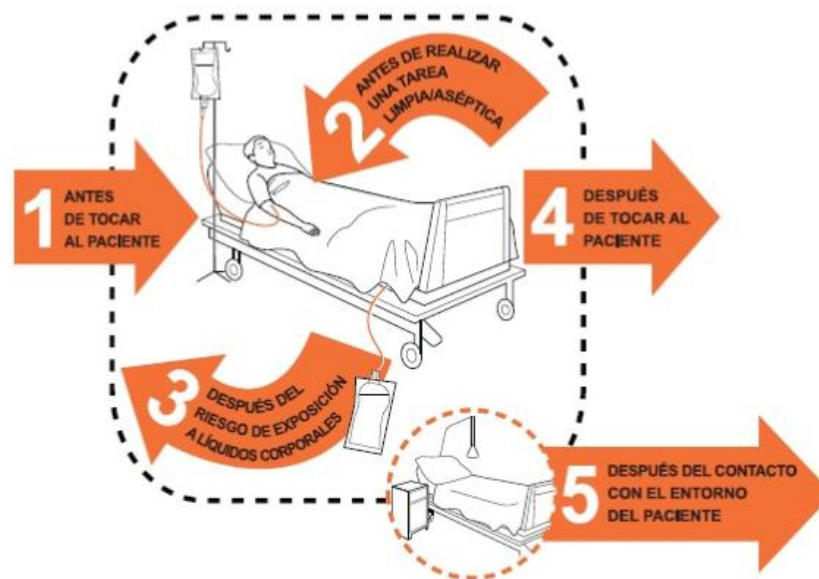 1
ANTES
DE TOCAR
AL PACIENTE
2
ANTES DE REALIZAR
UNA TAREA
LIMPIA/ASÉPTICA
3
DESPUÉS DEL
RIESGO DE EXPOSICIÓN
A LÍQUIDOS CORPORALES
4
DESPUÉS
DE TOCAR AL
PACIENTE
5
DESPUÉS DEL CONTACTO
CON EL ENTORNO
DEL PACIENTE